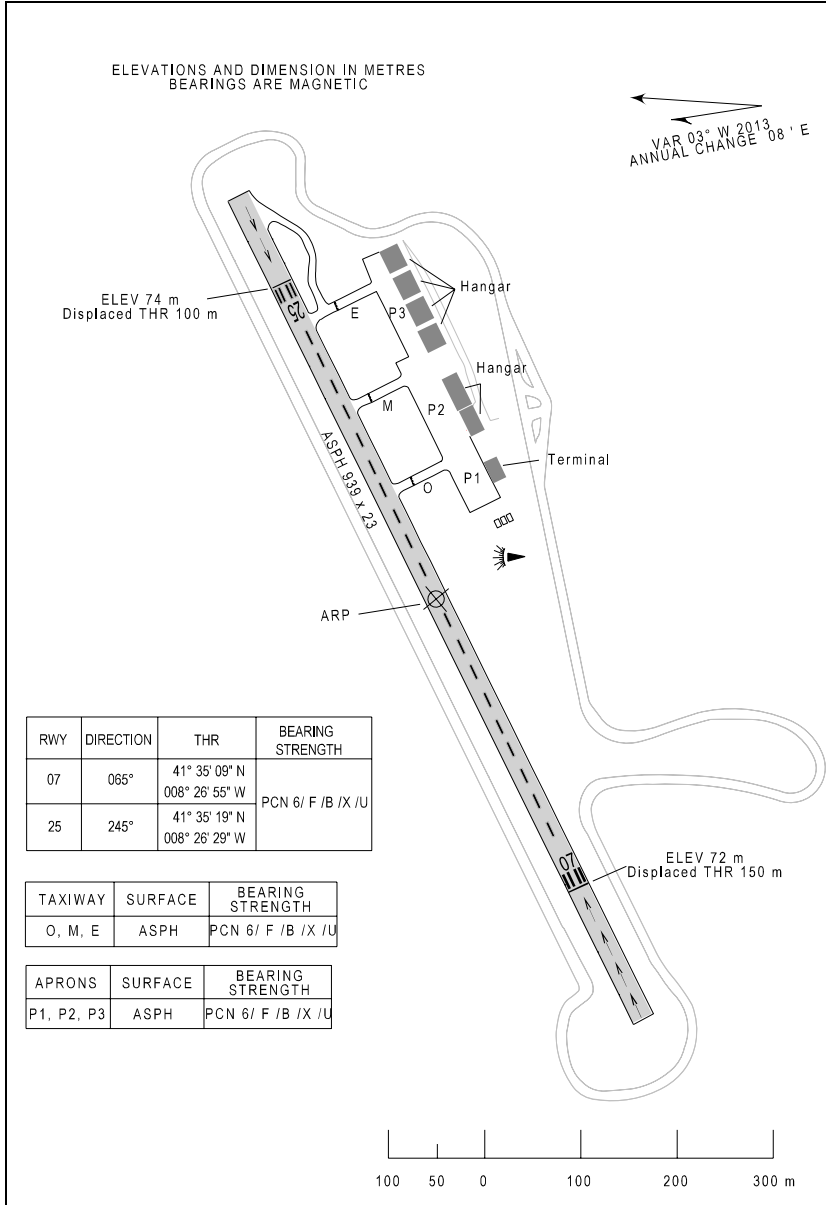 ELEVATIONS AND DIMENSION IN METRES
BEARINGS ARE MAGNETIC
VAR 03° W 2013
ANNUAL CHANGE 08 ' E
ELEV 74 m
Displaced THR 100 m
25
E
P3
Hangar
Hangar
M
P2
ASPH 939 x 23
O
P1
Terminal
ARP
RWY DIRECTION THR BEARING STRENGTH
07 065° 41° 35' 09" N 008° 26' 55" W PCN 6/ F /B /X /U
25 245° 41° 35' 19" N 008° 26' 29" W
07
ELEV 72 m
Displaced THR 150 m
TAXIWAY SURFACE BEARING STRENGTH
O, M, E ASPH PCN 6/ F /B /X /U
APRONS SURFACE BEARING STRENGTH
P1, P2, P3 ASPH PCN 6/ F /B /X /U
100 50 0 100 200 300 m